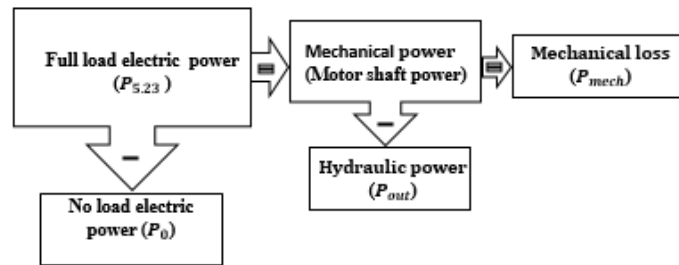 Full load electric power
(P5.23 )
=
Mechanical power
(Motor shaft power)
=
Mechanical loss
(Pmech)
−
No load electric
power (P0)
−
Hydraulic power
(Pout)